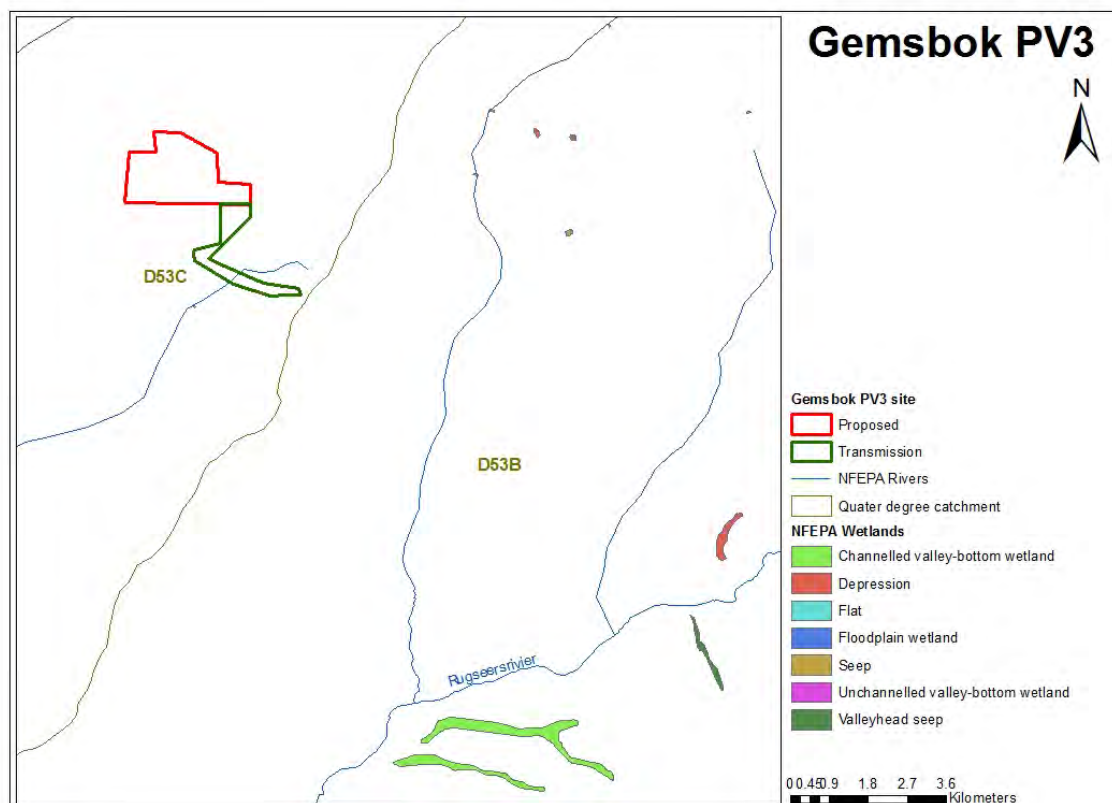 Gemsbok PV3
N
D53C
D53B
Rugseersrivier
Gemsbok PV3 site
Proposed
Transmission
NFEPA Rivers
Quater degree catchment
NFEPA Wetlands
Channelled valley-bottom wetland
Depression
Flat
Floodplain wetland
Seep
Unchannelled valley-bottom wetland
Valleyhead seep
0 0.45 0.9 1.8 2.7 3.6
Kilometers